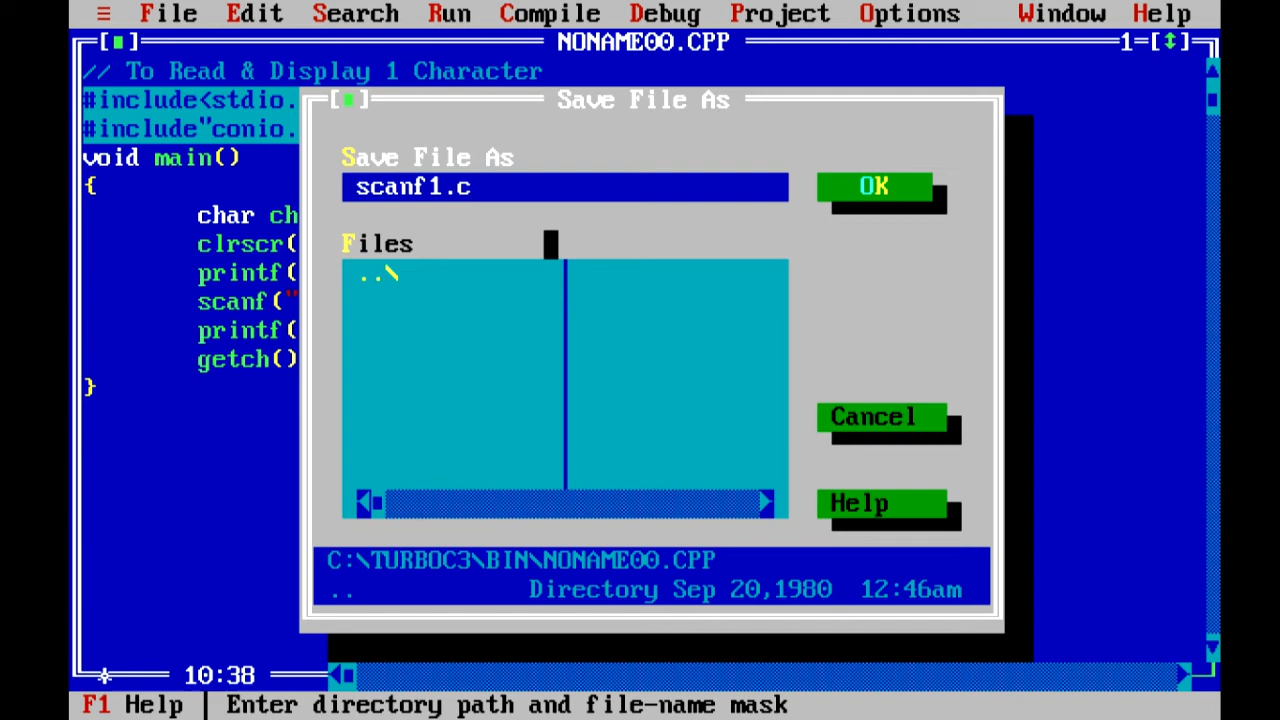 ≡ File Edit Search Run Compile Debug Project Options Window Help
NONAME00.CPP 1=[↕]
// To Read & Display 1 Character
#include<stdio.
#include"conio.
void main()
{
char ch
clrscr(
printf(
scanf("
printf(
getch()
}
Save File As
Save File As
scanf1.c
OK
Files
..\
Cancel
Help
C:\TURBOC3\BIN\NONAME00.CPP
.. Directory Sep 20,1980 12:46am
10:38
F1 Help │ Enter directory path and file-name mask